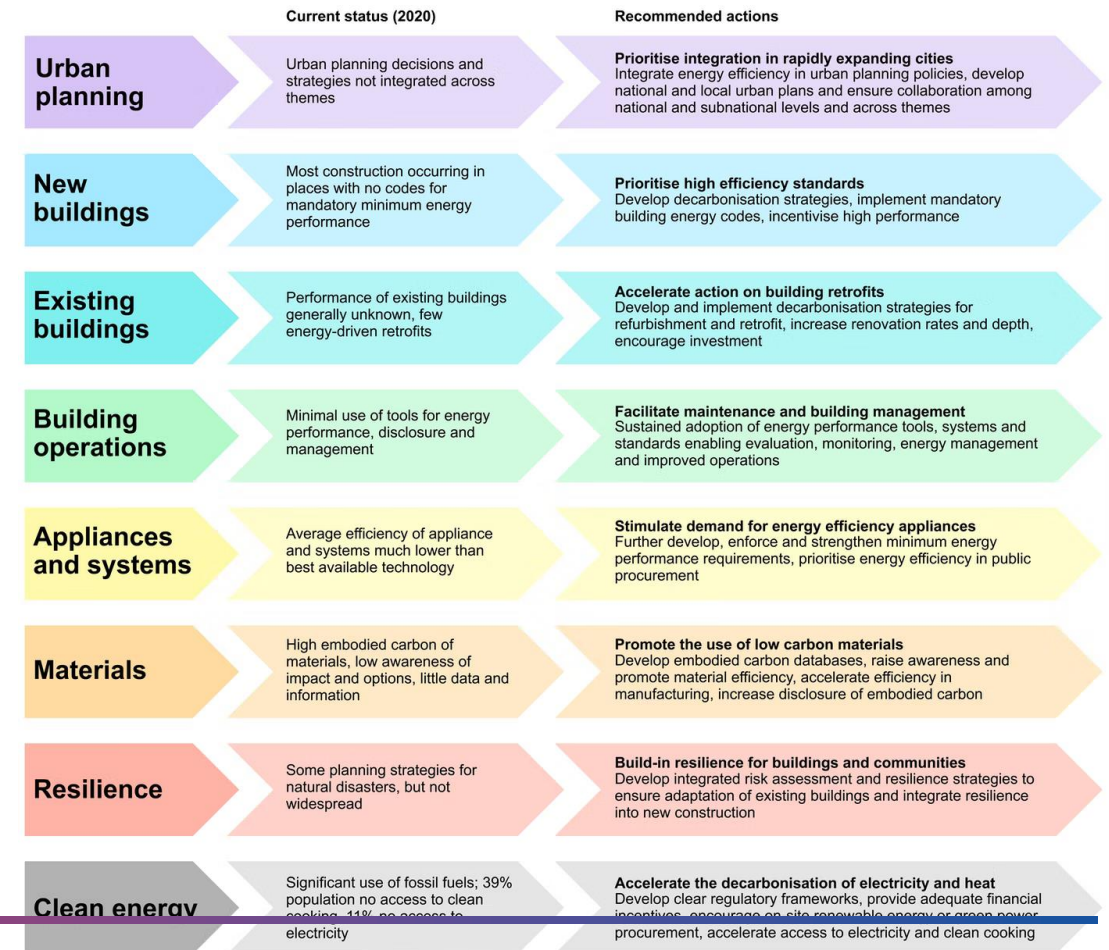 Current status (2020)
Recommended actions
Urban
planning
Urban planning decisions and
strategies not integrated across
themes
Prioritise integration in rapidly expanding cities
Integrate energy efficiency in urban planning policies, develop
national and local urban plans and ensure collaboration among
national and subnational levels and across themes
New
buildings
Most construction occurring in
places with no codes for
mandatory minimum energy
performance
Prioritise high efficiency standards
Develop decarbonisation strategies, implement mandatory
building energy codes, incentivise high performance
Existing
buildings
Performance of existing buildings
generally unknown, few
energy-driven retrofits
Accelerate action on building retrofits
Develop and implement decarbonisation strategies for
refurbishment and retrofit, increase renovation rates and depth,
encourage investment
Building
operations
Minimal use of tools for energy
performance, disclosure and
management
Facilitate maintenance and building management
Sustained adoption of energy performance tools, systems and
standards enabling evaluation, monitoring, energy management
and improved operations
Appliances
and systems
Average efficiency of appliance
and systems much lower than
best available technology
Stimulate demand for energy efficiency appliances
Further develop, enforce and strengthen minimum energy
performance requirements, prioritise energy efficiency in public
procurement
Materials
High embodied carbon of
materials, low awareness of
impact and options, little data and
information
Promote the use of low carbon materials
Develop embodied carbon databases, raise awareness and
promote material efficiency, accelerate efficiency in
manufacturing, increase disclosure of embodied carbon
Resilience
Some planning strategies for
natural disasters, but not
widespread
Build-in resilience for buildings and communities
Develop integrated risk assessment and resilience strategies to
ensure adaptation of existing buildings and integrate resilience
into new construction
Clean energy
Significant use of fossil fuels; 39%
population no access to clean
cooking, 11% no access to
electricity
Accelerate the decarbonisation of electricity and heat
Develop clear regulatory frameworks, provide adequate financial
incentives, encourage on-site renewable energy or green power
procurement, accelerate access to electricity and clean cooking